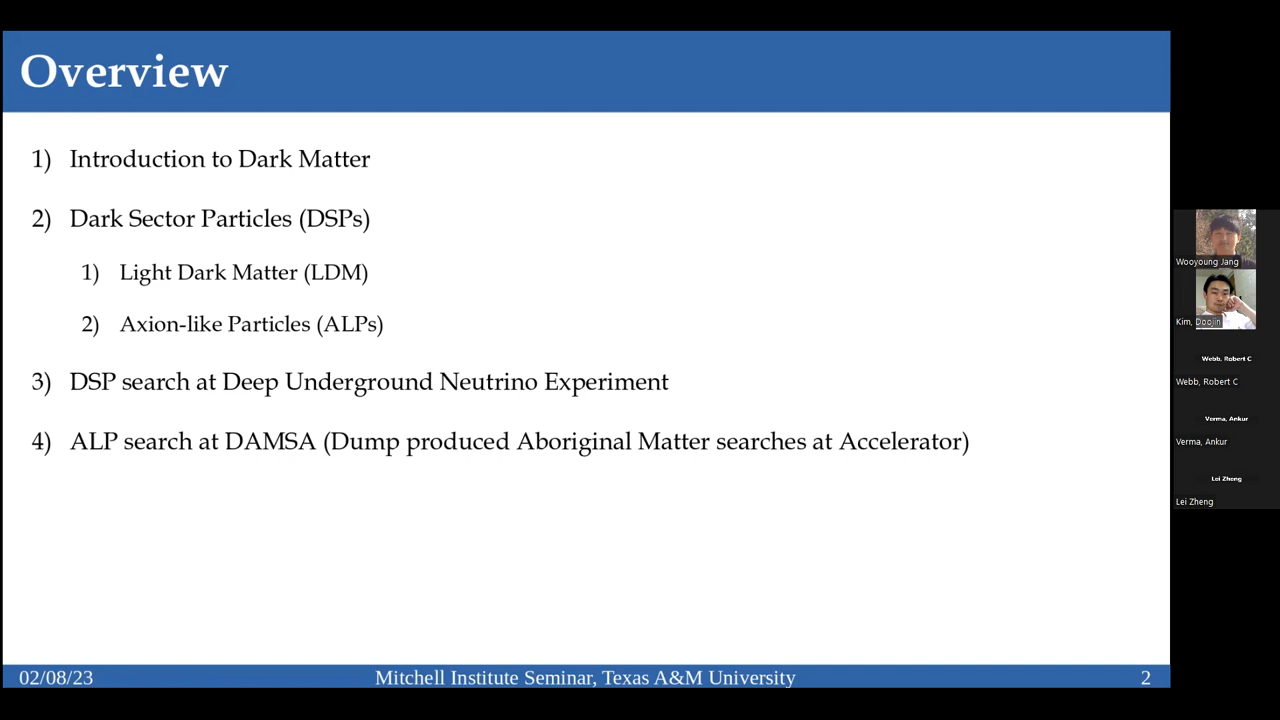 Overview
1) Introduction to Dark Matter
2) Dark Sector Particles (DSPs)
1) Light Dark Matter (LDM)
2) Axion-like Particles (ALPs)
3) DSP search at Deep Underground Neutrino Experiment
4) ALP search at DAMSA (Dump produced Aboriginal Matter searches at Accelerator)
02/08/23 Mitchell Institute Seminar, Texas A&M University 2
Wooyoung Jang
Kim, Doojin
Webb, Robert C
Webb, Robert C
Verma, Ankur
Verma, Ankur
Lei Zheng
Lei Zheng